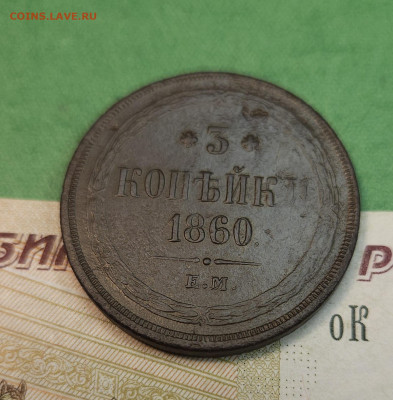 COINS.LAVE.RU
* 3 *
КОПѢЙКИ
1860.
Е.М.
оК